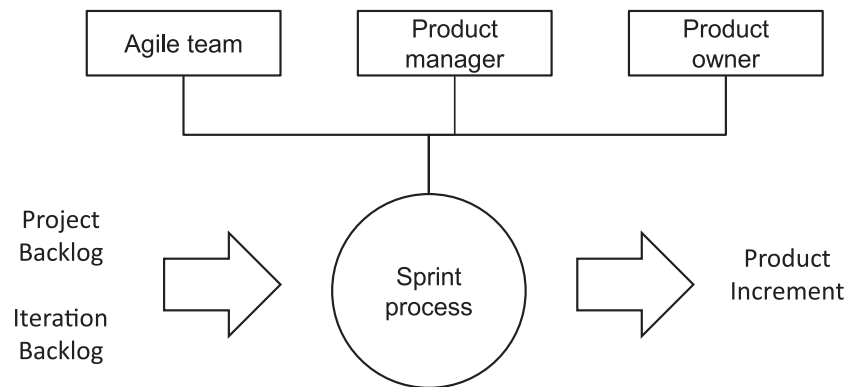 Agile team
Product
manager
Product
owner
Project
Backlog
Iteration
Backlog
Sprint
process
Product
Increment